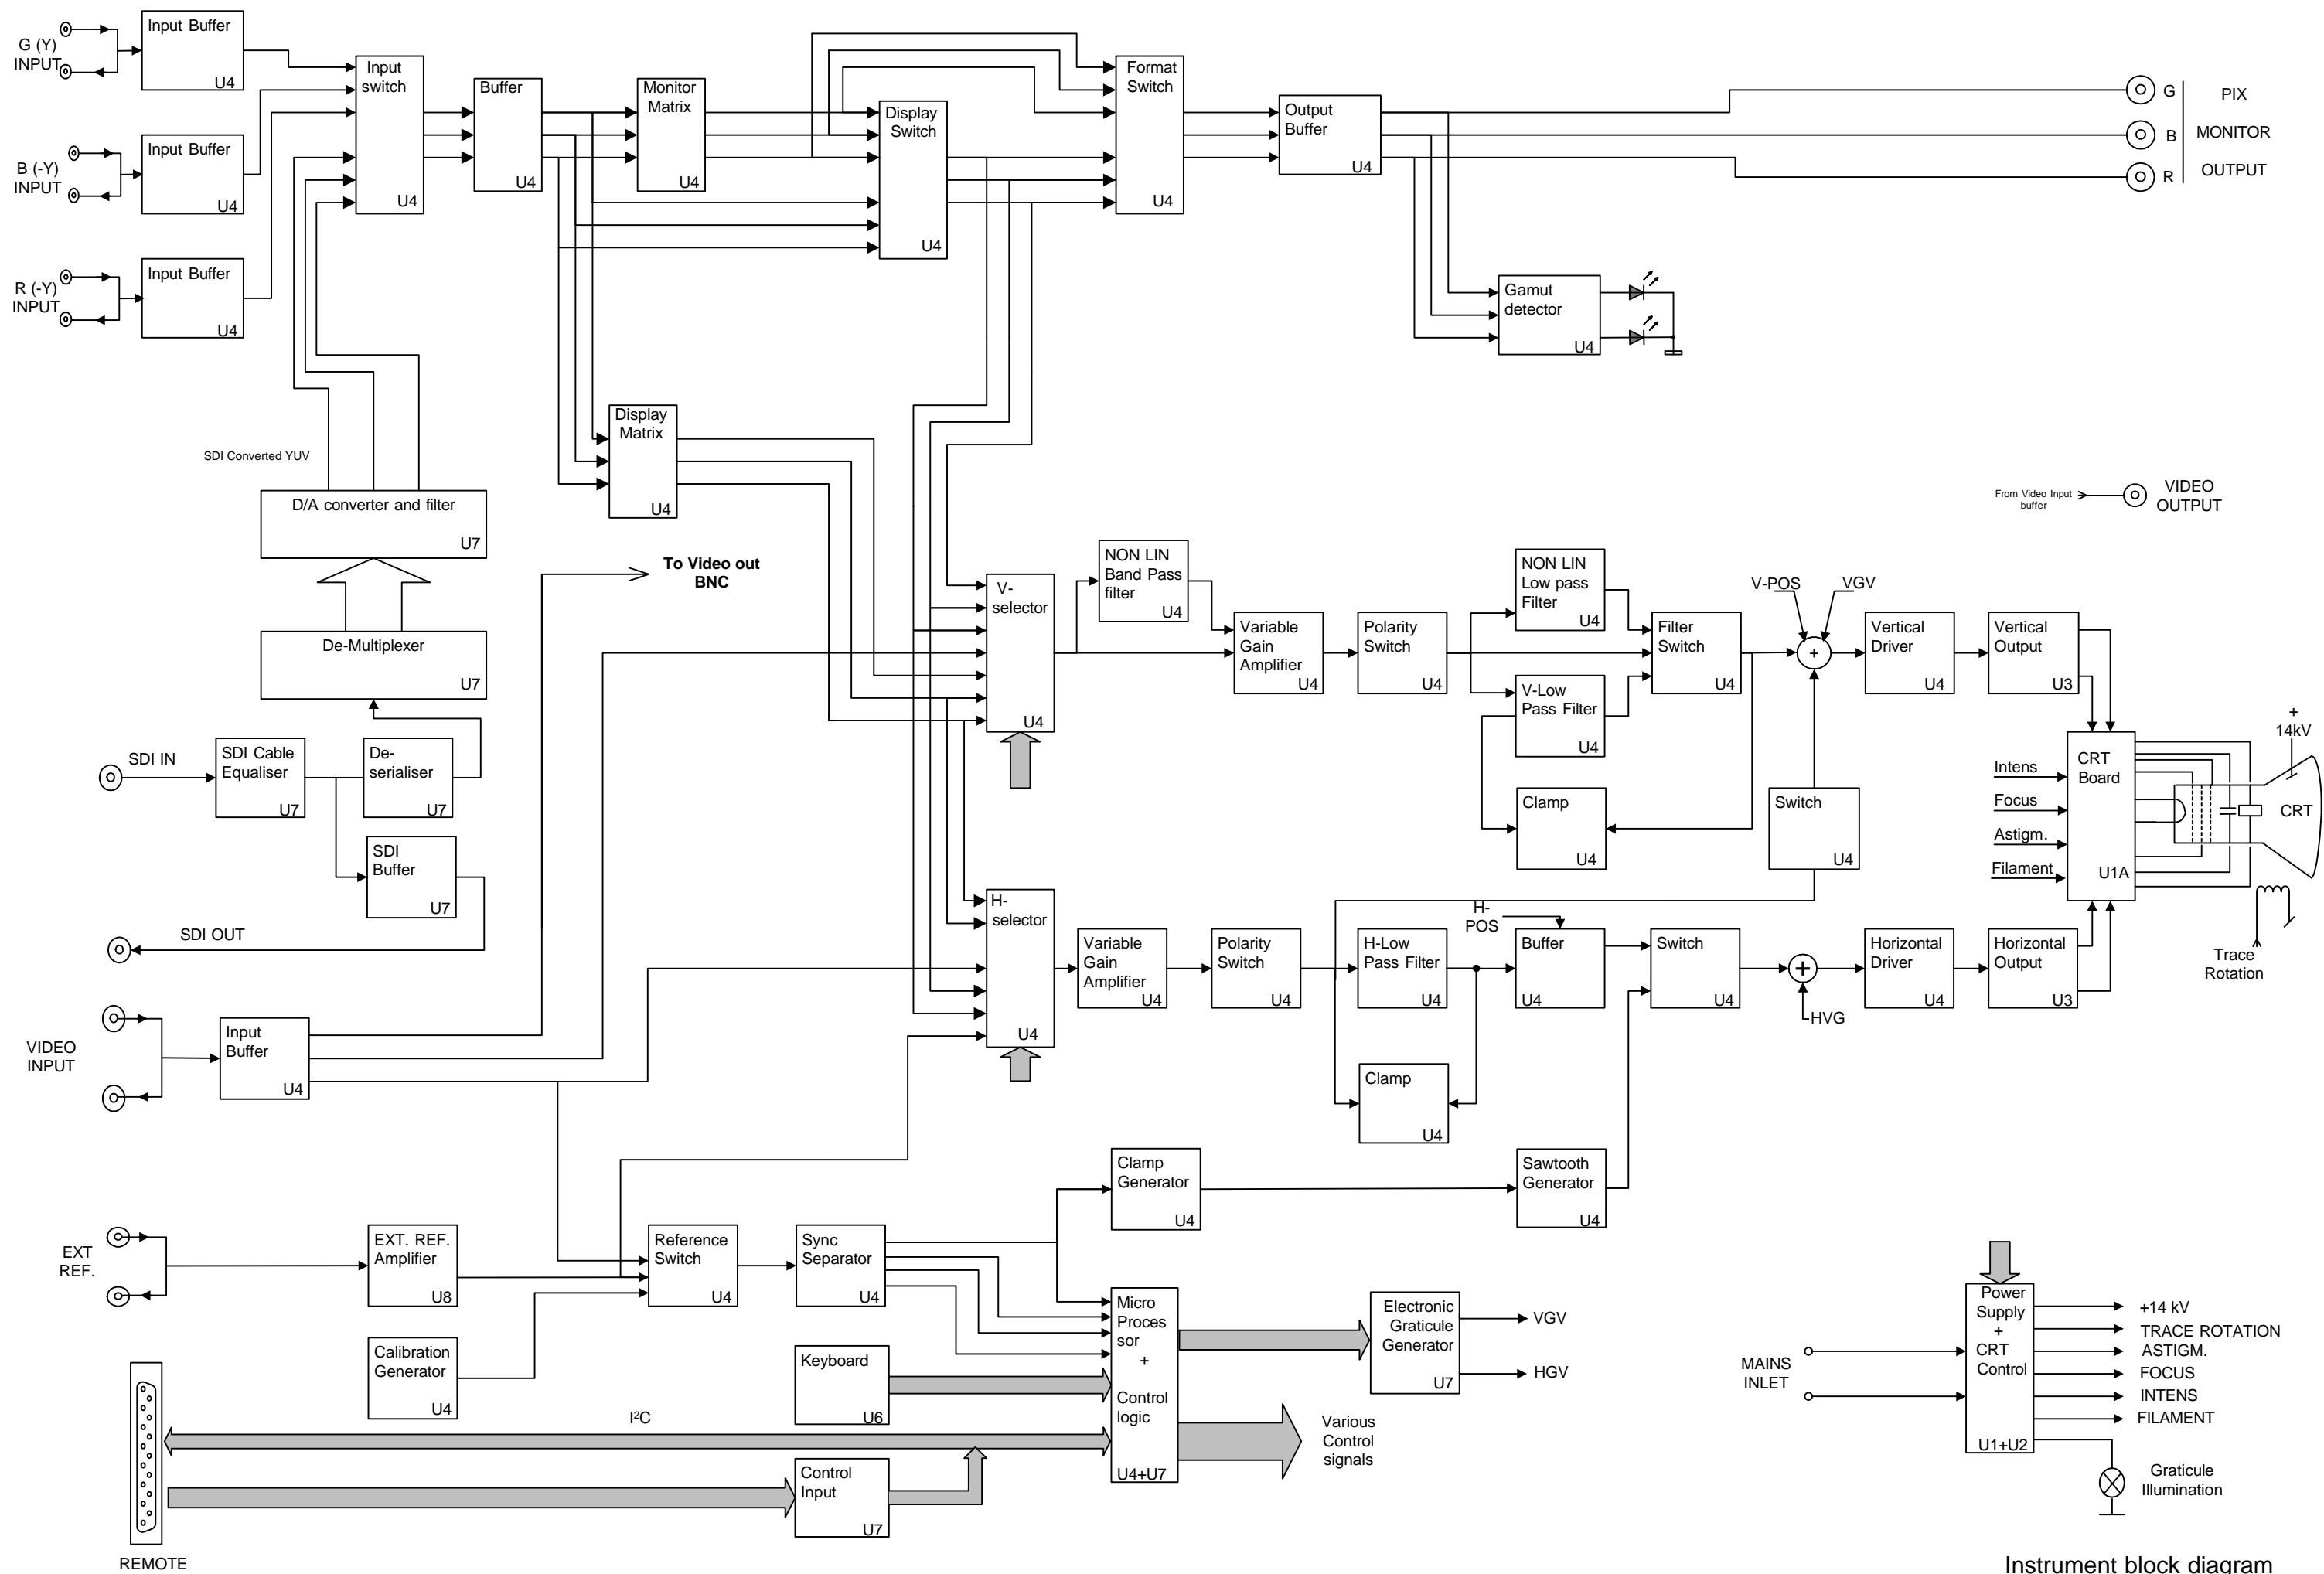 Input Buffer
U4
G (Y)
INPUT
Input Buffer
U4
B (-Y)
INPUT
Input Buffer
U4
R (-Y)
INPUT
Input
switch
U4
Buffer
U4
Monitor
Matrix
U4
Display
Switch
U4
Format
Switch
U4
Output
Buffer
U4
G
B
R
PIX
MONITOR
OUTPUT
Gamut
detector
U4
Display
Matrix
U4
SDI Converted YUV
D/A converter and filter
U7
De-Multiplexer
U7
To Video out
BNC
From Video Input
buffer
VIDEO
OUTPUT
V-
selector
U4
NON LIN
Band Pass
filter
U4
Variable
Gain
Amplifier
U4
Polarity
Switch
U4
NON LIN
Low pass
Filter
U4
V-Low
Pass Filter
U4
Filter
Switch
U4
V-POS
VGV
+
Vertical
Driver
U4
Vertical
Output
U3
Clamp
U4
Switch
U4
SDI IN
SDI Cable
Equaliser
U7
De-
serialiser
U7
SDI
Buffer
U7
SDI OUT
Intens
Focus
Astigm.
Filament
CRT
Board
U1A
+
14kV
CRT
Trace
Rotation
H-
selector
U4
Variable
Gain
Amplifier
U4
Polarity
Switch
U4
H-Low
Pass Filter
U4
H-
POS
Buffer
U4
Switch
U4
+
HVG
Horizontal
Driver
U4
Horizontal
Output
U3
Clamp
U4
VIDEO
INPUT
Input
Buffer
U4
Clamp
Generator
U4
Sawtooth
Generator
U4
EXT
REF.
EXT. REF.
Amplifier
U8
Reference
Switch
U4
Sync
Separator
U4
Calibration
Generator
U4
Keyboard
U6
Micro
Proces
sor
+
Control
logic
U4+U7
Electronic
Graticule
Generator
U7
VGV
HGV
I²C
Various
Control
signals
Control
Input
U7
REMOTE
MAINS
INLET
Power
Supply
+
CRT
Control
U1+U2
+14 kV
TRACE ROTATION
ASTIGM.
FOCUS
INTENS
FILAMENT
Graticule
Illumination
Instrument block diagram